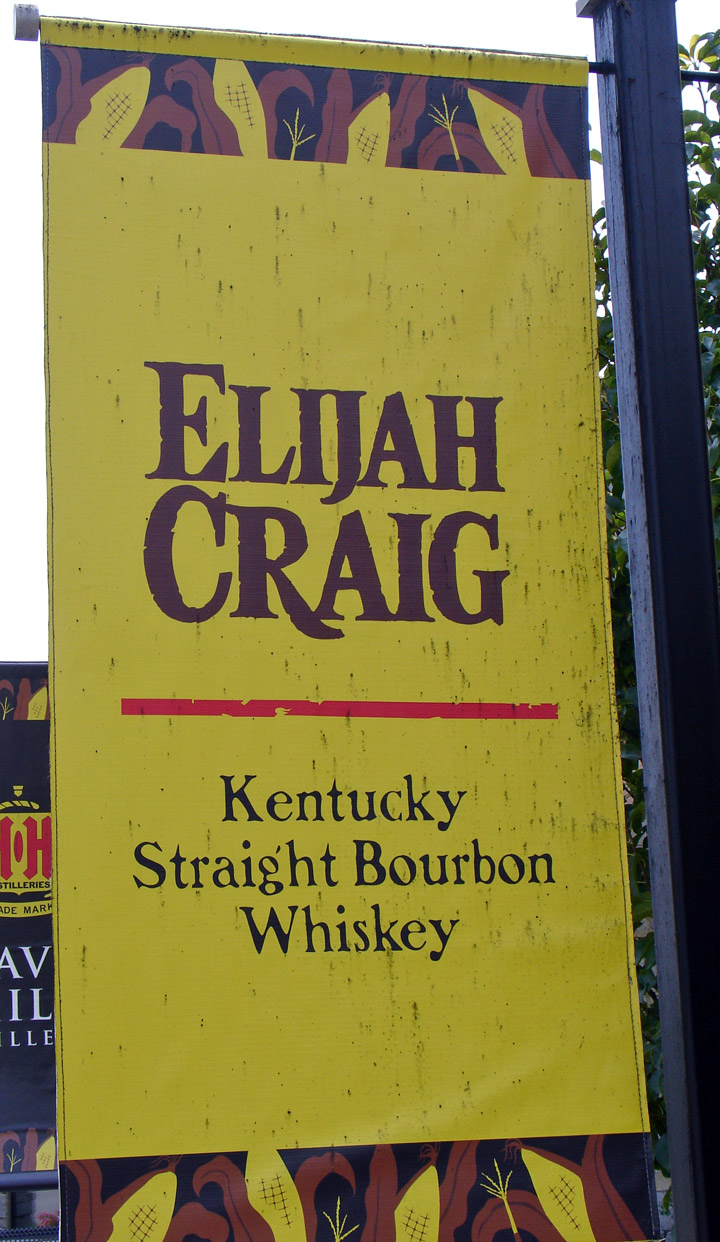 ELIJAH
CRAIG
Kentucky
Straight Bourbon
Whiskey